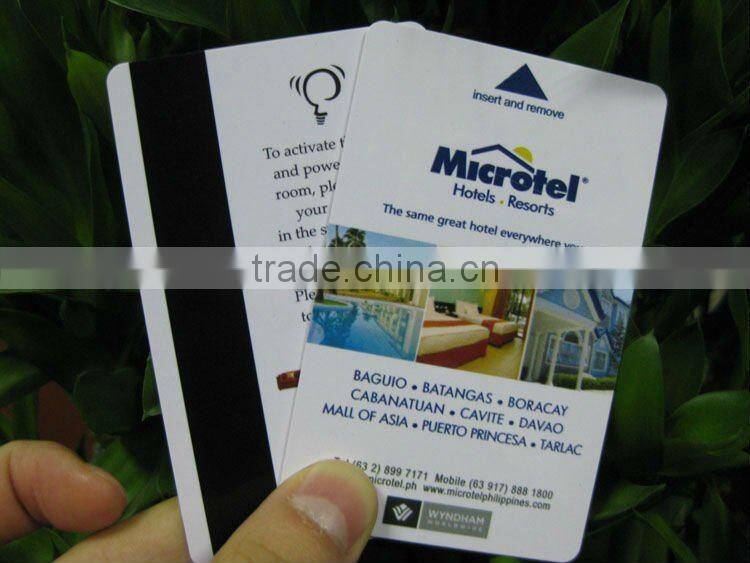 To activate
and powe
room, ple
your
in the s
Ple
to
insert and remove
Microtel®
Hotels . Resorts
The same great hotel everywhere
trade.china.cn
BAGUIO • BATANGAS • BORACAY
CABANATUAN • CAVITE • DAVAO
MALL OF ASIA • PUERTO PRINCESA • TARLAC
(63 2) 899 7171 Mobile (63 917) 888 1800
microtel.ph www.microtelphilippines.com
WYNDHAM
WORLDWIDE